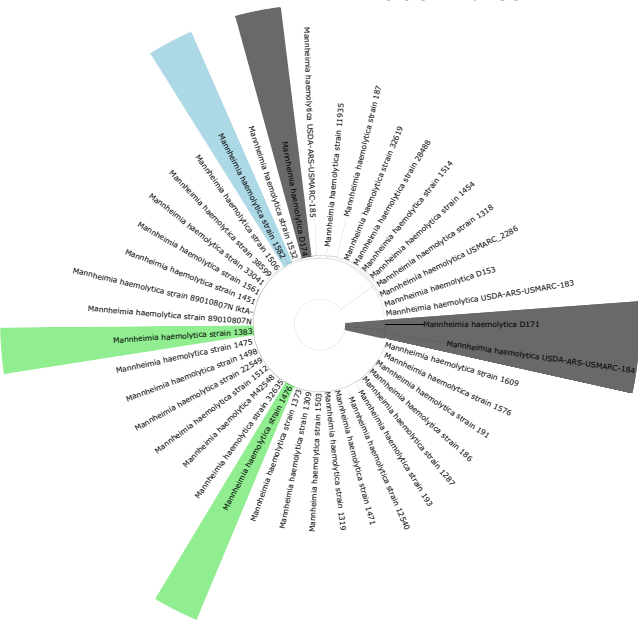 Mannheimia haemolytica USDA-ARS-USMARC-185
Mannheimia haemolytica strain 11935
Mannheimia haemolytica strain 187
Mannheimia haemolytica strain 32619
Mannheimia haemolytica strain 28488
Mannheimia haemolytica strain 1514
Mannheimia haemolytica strain 1454
Mannheimia haemolytica strain 1318
Mannheimia haemolytica USMARC_2286
Mannheimia haemolytica D153
Mannheimia haemolytica USDA-ARS-USMARC-183
Mannheimia haemolytica D171
Mannheimia haemolytica USDA-ARS-USMARC-184
Mannheimia haemolytica strain 1609
Mannheimia haemolytica strain 1576
Mannheimia haemolytica strain 191
Mannheimia haemolytica strain 186
Mannheimia haemolytica strain 1287
Mannheimia haemolytica strain 193
Mannheimia haemolytica strain 12540
Mannheimia haemolytica strain 1471
Mannheimia haemolytica strain 1319
Mannheimia haemolytica strain 1503
Mannheimia haemolytica strain 1309
Mannheimia haemolytica strain 1373
Mannheimia haemolytica strain 1476
Mannheimia haemolytica strain 32635
Mannheimia haemolytica M42548
Mannheimia haemolytica strain 1512
Mannheimia haemolytica strain 22549
Mannheimia haemolytica strain 1498
Mannheimia haemolytica strain 1475
Mannheimia haemolytica strain 1383
Mannheimia haemolytica strain 89010807N
Mannheimia haemolytica strain 89010807N lktA-
Mannheimia haemolytica strain 1451
Mannheimia haemolytica strain 1561
Mannheimia haemolytica strain 33041
Mannheimia haemolytica strain 38599
Mannheimia haemolytica strain 1506
Mannheimia haemolytica strain 1582
Mannheimia haemolytica strain 1532
Mannheimia haemolytica D174